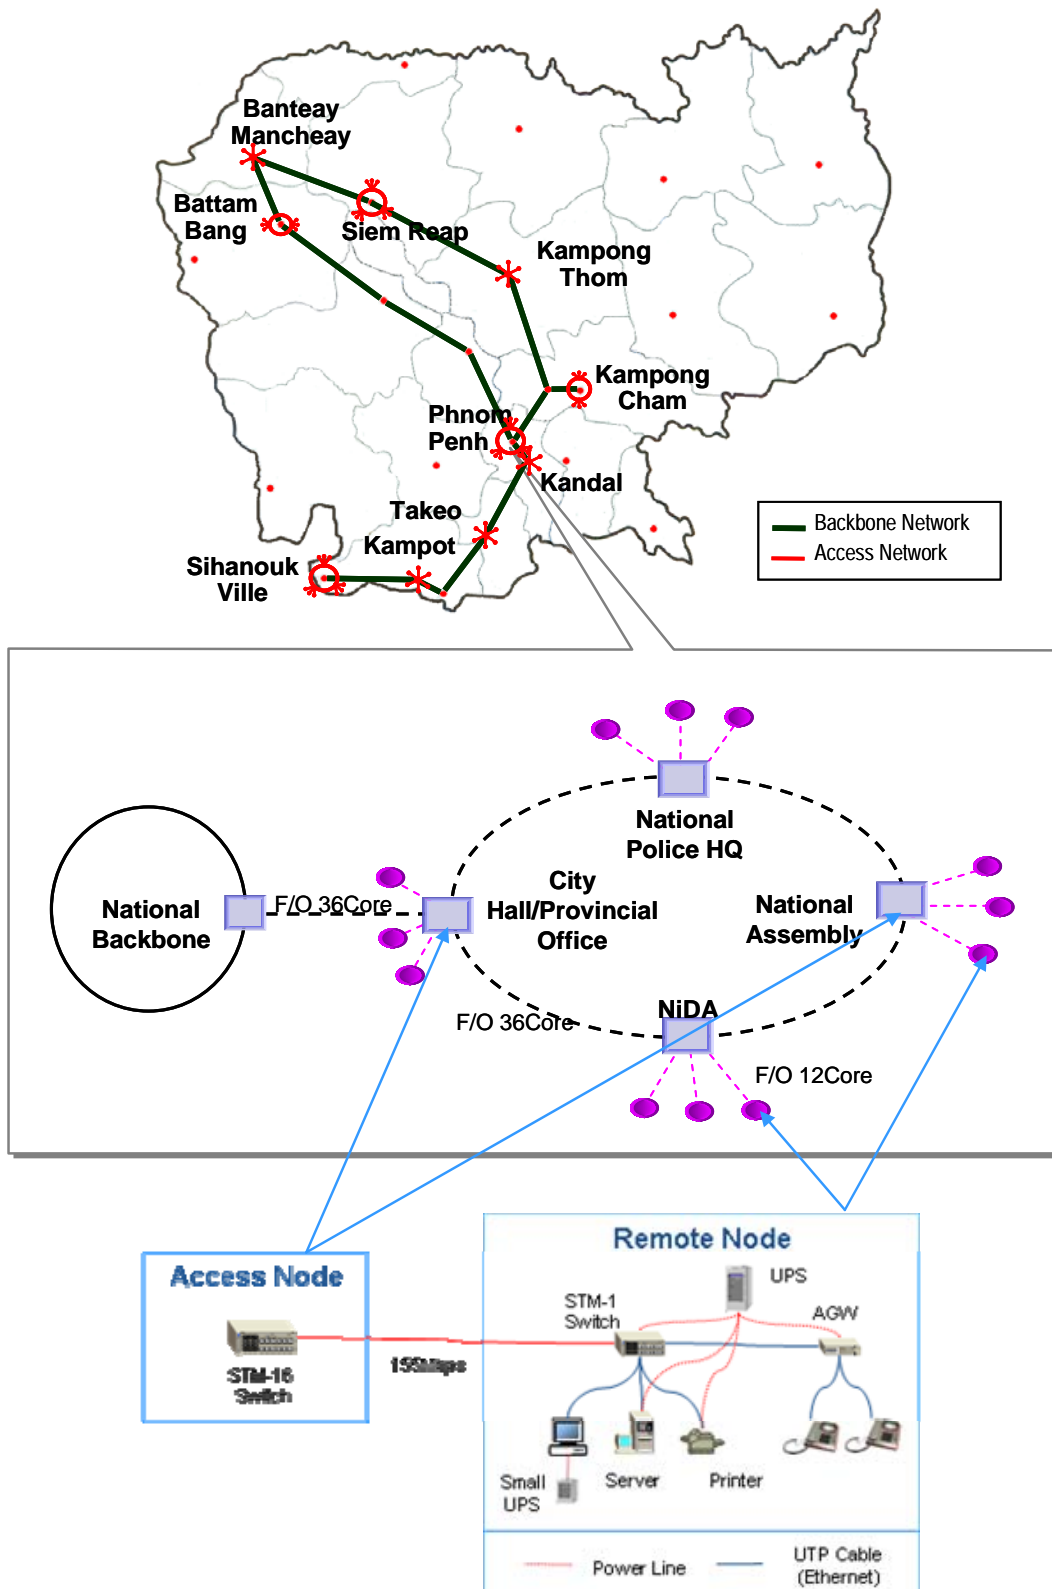 Banteay
Mancheay
Battam
Bang
Siem Reap
Kampong
Thom
Kampong
Cham
Phnom
Penh
Kandal
Takeo
Kampot
Sihanouk
Ville
Backbone Network
Access Network
National
Police HQ
National
Backbone
F/O 36Core
City
Hall/Provincial
Office
National
Assembly
F/O 36Core
NiDA
F/O 12Core
Access Node
STM-16
Switch
155Mbps
Remote Node
UPS
STM-1
Switch
AGW
Small
UPS
Server
Printer
Power Line
UTP Cable
(Ethernet)